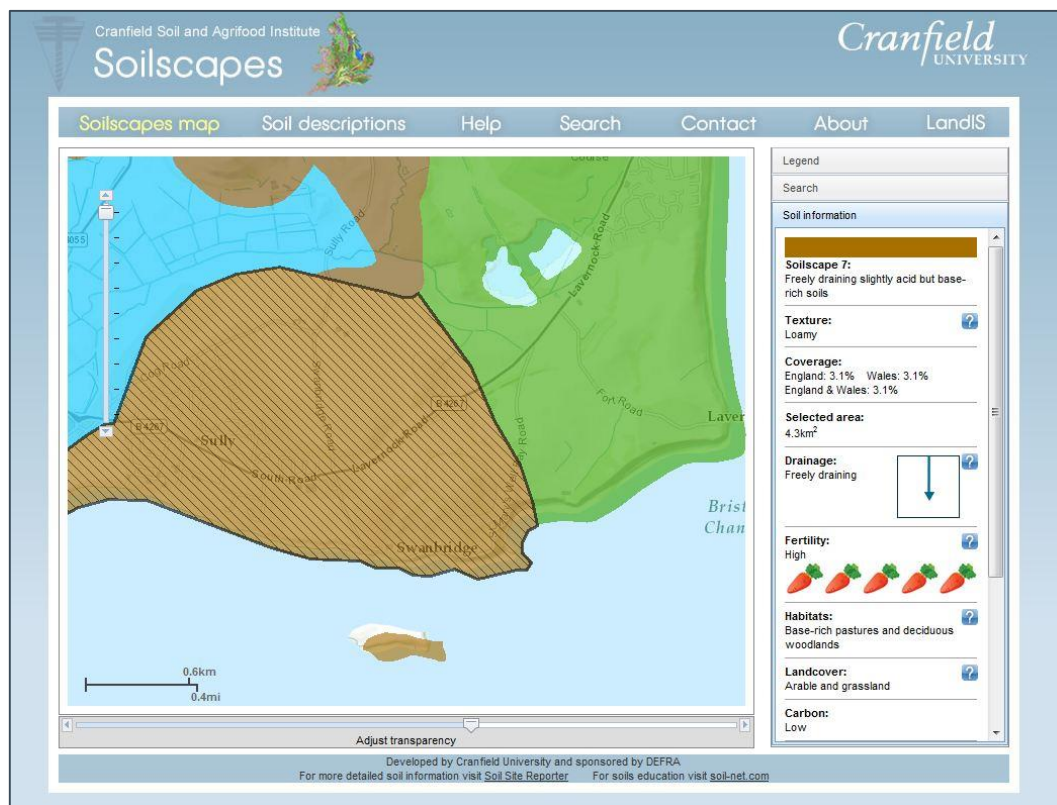 Cranfield Soil and Agrifood Institute
Soilscapes
Cranfield
UNIVERSITY
Soilscapes map
Soil descriptions
Help
Search
Contact
About
LandIS
Course
Sully Road
Lavernock Road
4055
B 4267
B 4267
Sully
South Road
Lavernock Road
Fort Road
Laver
Swanbridge
Brist
Chan
0.6km
0.4mi
Adjust transparency
Legend
Search
Soil information
Soilscape 7:
Freely draining slightly acid but base-
rich soils
Texture:
Loamy
Coverage:
England: 3.1% Wales: 3.1%
England & Wales: 3.1%
Selected area:
4.3km²
Drainage:
Freely draining
Fertility:
High
Habitats:
Base-rich pastures and deciduous
woodlands
Landcover:
Arable and grassland
Carbon:
Low
Developed by Cranfield University and sponsored by DEFRA
For more detailed soil information visit Soil Site Reporter For soils education visit soil-net.com